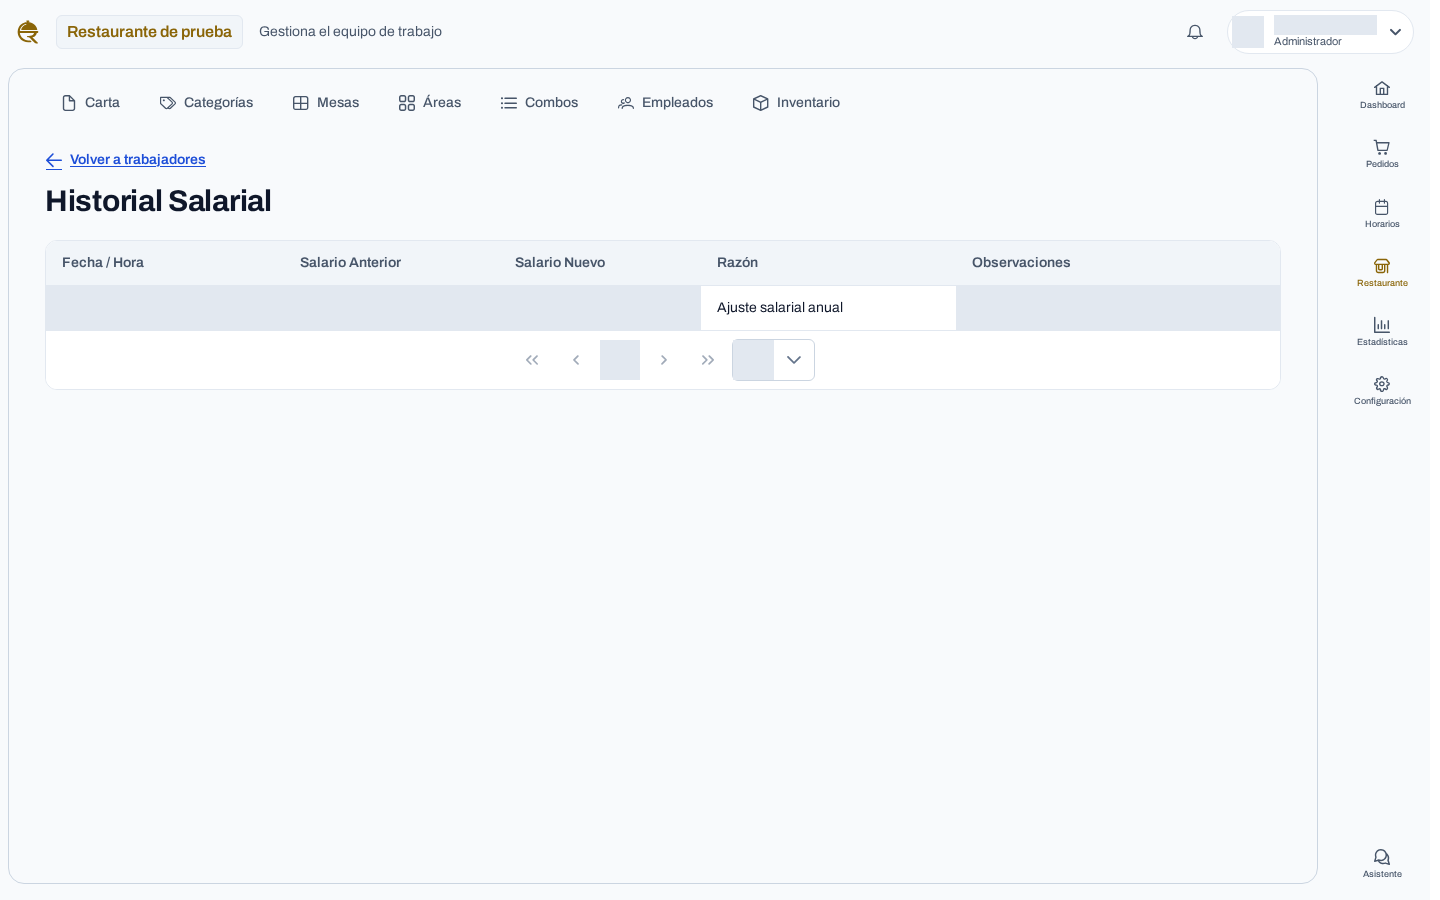 Restaurante de prueba
Gestiona el equipo de trabajo
Administrador
Carta
Categorías
Mesas
Áreas
Combos
Empleados
Inventario
Volver a trabajadores
Historial Salarial
Fecha / Hora
Salario Anterior
Salario Nuevo
Razón
Observaciones
Ajuste salarial anual
Dashboard
Pedidos
Horarios
Restaurante
Estadísticas
Configuración
Asistente